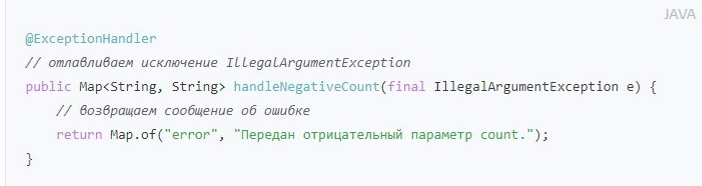 JAVA
@ExceptionHandler
// отлавливаем исключение IllegalArgumentException
public Map<String, String> handleNegativeCount(final IllegalArgumentException e) {
    // возвращаем сообщение об ошибке
    return Map.of("error", "Передан отрицательный параметр count.");
}